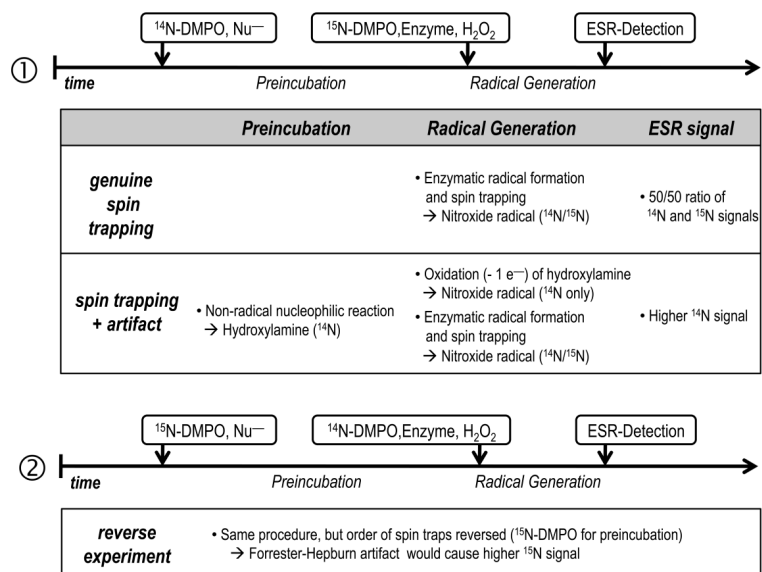 ¹⁴N-DMPO, Nu—
¹⁵N-DMPO,Enzyme, H₂O₂
ESR-Detection
①
time
Preincubation
Radical Generation
Preincubation
Radical Generation
ESR signal
genuine
spin
trapping
• Enzymatic radical formation
and spin trapping
→ Nitroxide radical (¹⁴N/¹⁵N)
• 50/50 ratio of
¹⁴N and ¹⁵N signals
spin trapping
+ artifact
• Non-radical nucleophilic reaction
→ Hydroxylamine (¹⁴N)
• Oxidation (- 1 e—) of hydroxylamine
→ Nitroxide radical (¹⁴N only)
• Enzymatic radical formation
and spin trapping
→ Nitroxide radical (¹⁴N/¹⁵N)
• Higher ¹⁴N signal
¹⁵N-DMPO, Nu—
¹⁴N-DMPO,Enzyme, H₂O₂
ESR-Detection
②
time
Preincubation
Radical Generation
reverse
experiment
• Same procedure, but order of spin traps reversed (¹⁵N-DMPO for preincubation)
→ Forrester-Hepburn artifact would cause higher ¹⁵N signal